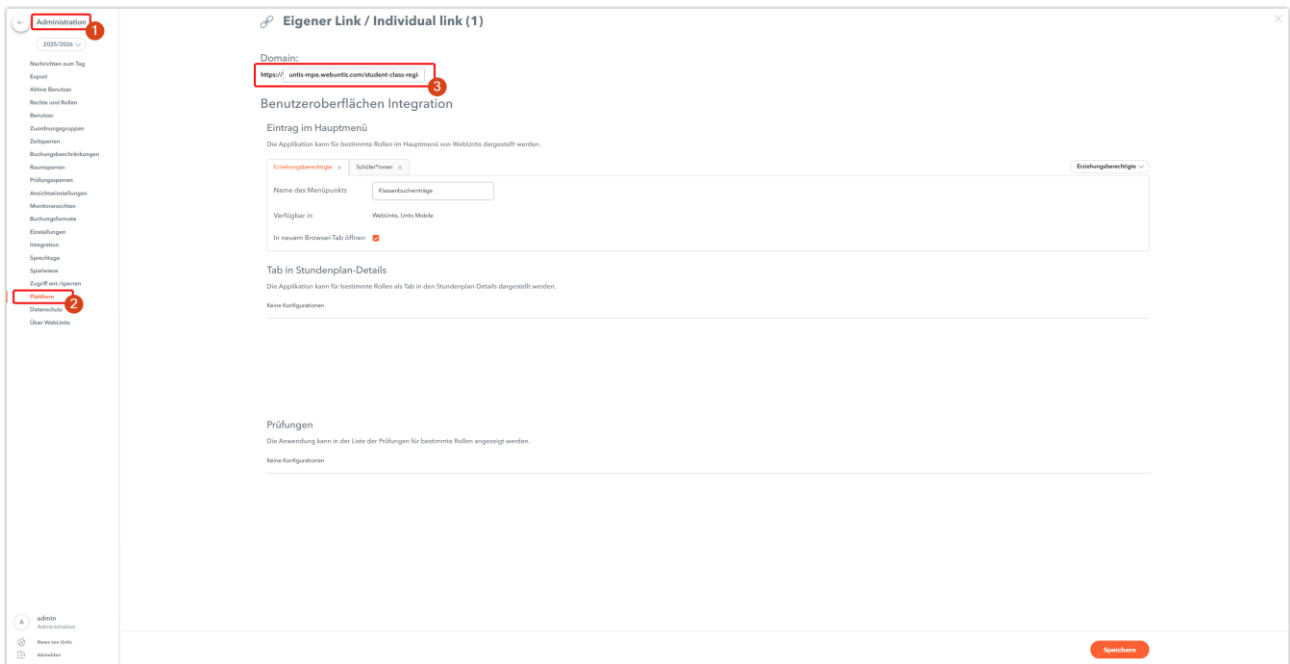 Administration
1
2025/2026
Nachrichten zum Tag
Export
Aktive Benutzer
Rechte und Rollen
Benutzer
Zuordnungsgruppen
Zeitsperren
Buchungsbeschränkungen
Raumsperren
Prüfungssperren
Ansichtseinstellungen
Monitoransichten
Buchungsformate
Einstellungen
Integration
Sprechtage
Spielwiese
Zugriff ent-/sperren
Plattform
2
Datenschutz
Über WebUntis
A
admin
Administration
News von Untis
Abmelden
Eigener Link / Individual link (1)
Domain:
https:// untis-mpe.webuntis.com/student-class-regi
3
Benutzeroberflächen Integration
Eintrag im Hauptmenü
Die Applikation kann für bestimmte Rollen im Hauptmenü von WebUntis dargestellt werden.
Erziehungsberechtigte × Schüler*innen × Erziehungsberechtigte
Name des Menüpunkts Klassenbucheinträge
Verfügbar in WebUntis, Untis Mobile
In neuem Browser-Tab öffnen
Tab in Stundenplan-Details
Die Applikation kann für bestimmte Rollen als Tab in den Stundenplan-Details dargestellt werden.
Keine Konfigurationen
Prüfungen
Die Anwendung kann in der Liste der Prüfungen für bestimmte Rollen angezeigt werden.
Keine Konfigurationen
Speichern